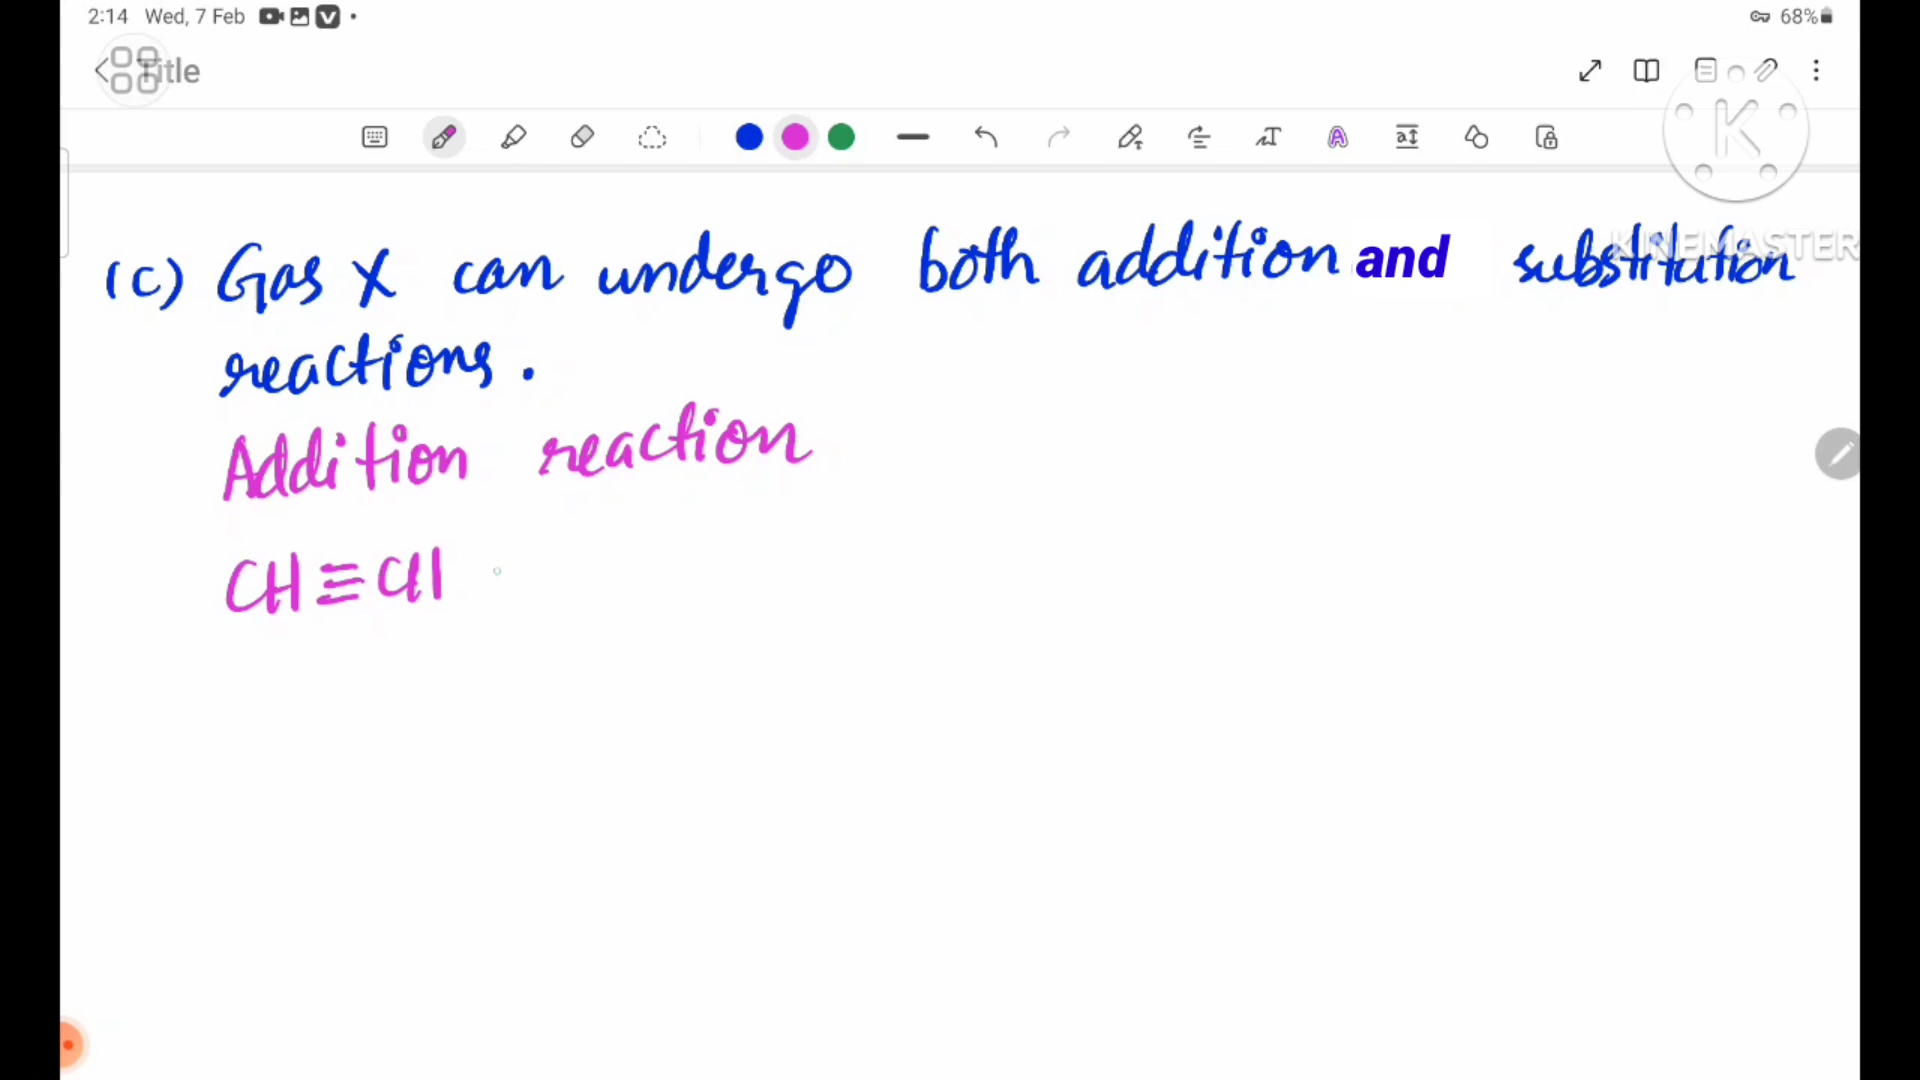 2:14 Wed, 7 Feb
68%
Title
K
KINEMASTER
(c) Gas X can undergo both addition and substitution
reactions.
Addition reaction
CH≡CH